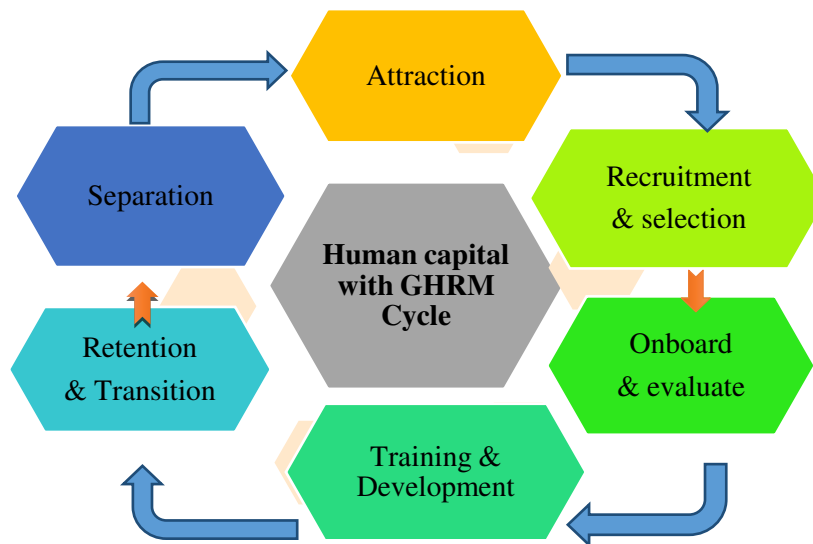 Attraction
Recruitment
& selection
Onboard
& evaluate
Training &
Development
Retention
& Transition
Separation
Human capital
with GHRM
Cycle